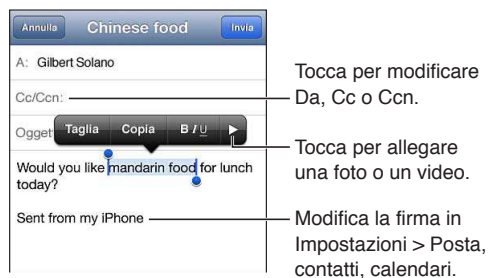 Annulla Chinese food Invia
A: Gilbert Solano
Cc/Ccn:
Ogget
Taglia Copia B I U
Would you like mandarin food for lunch
today?
Sent from my iPhone
Tocca per modificare
Da, Cc o Ccn.
Tocca per allegare
una foto o un video.
Modifica la firma in
Impostazioni > Posta,
contatti, calendari.